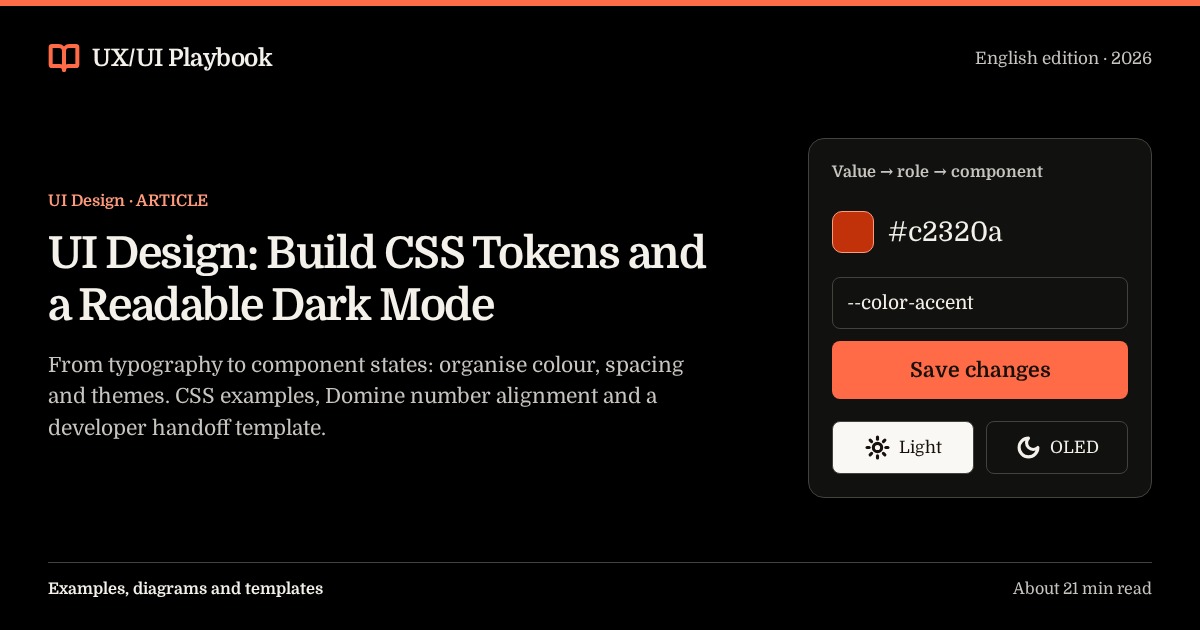 UX/UI Playbook
English edition · 2026
UI Design · ARTICLE
UI Design: Build CSS Tokens and
a Readable Dark Mode
From typography to component states: organise colour, spacing
and themes. CSS examples, Domine number alignment and a
developer handoff template.
Value → role → component
#c2320a
--color-accent
Save changes
Light
OLED
Examples, diagrams and templates
About 21 min read